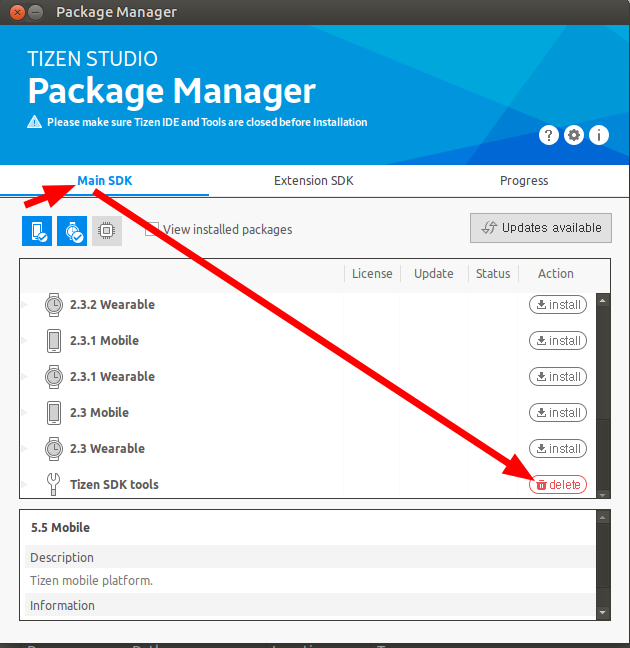 Package Manager
TIZEN STUDIO
Package Manager
Please make sure Tizen IDE and Tools are closed before Installation
? i
Main SDK Extension SDK Progress
View installed packages Updates available
License Update Status Action
2.3.2 Wearable install
2.3.1 Mobile install
2.3.1 Wearable install
2.3 Mobile install
2.3 Wearable install
Tizen SDK tools delete
5.5 Mobile
Description
Tizen mobile platform.
Information